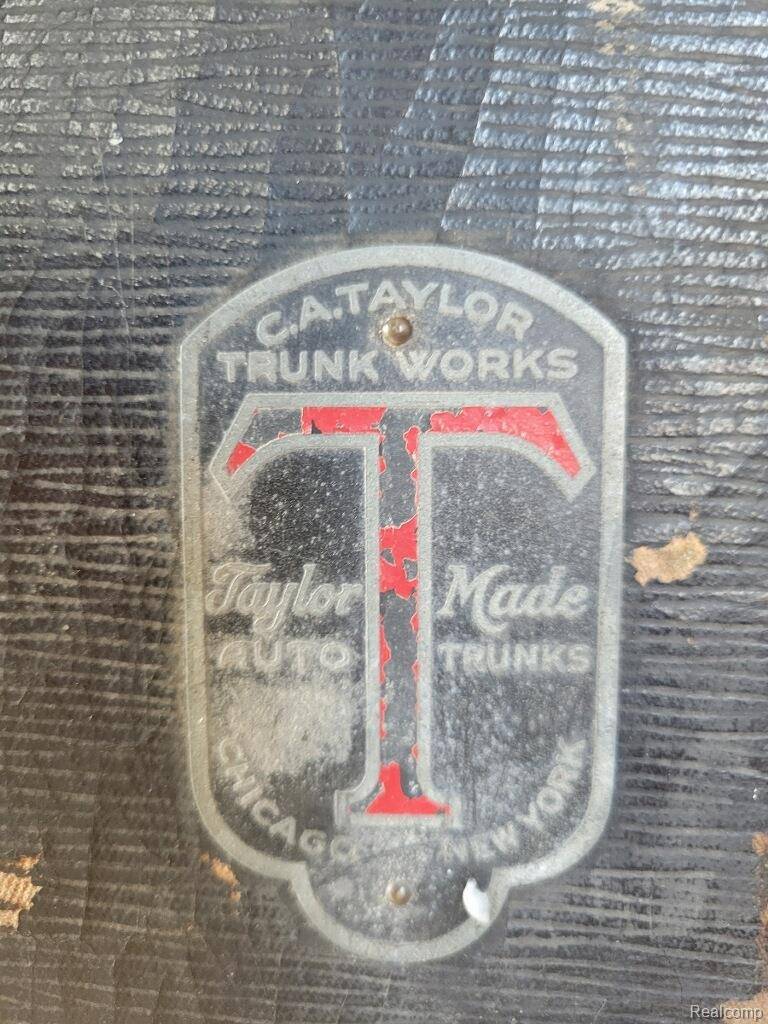 C.A. TAYLOR
TRUNK WORKS
T
Taylor Made
AUTO TRUNKS
CHICAGO NEW YORK
Realcomp